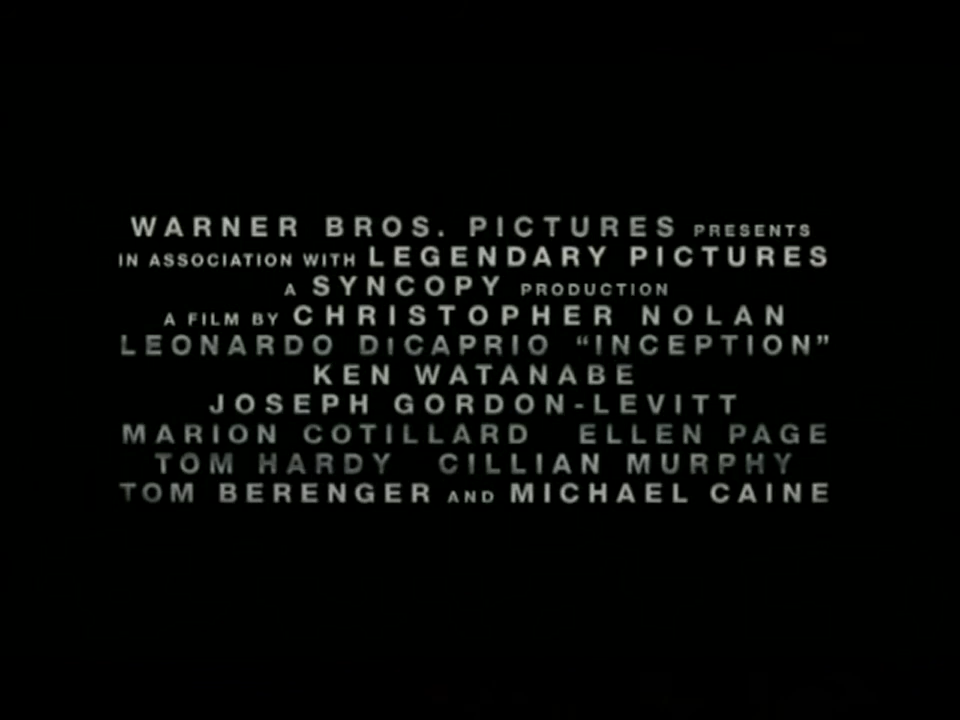 WARNER BROS. PICTURES PRESENTS
IN ASSOCIATION WITH LEGENDARY PICTURES
A SYNCOPY PRODUCTION
A FILM BY CHRISTOPHER NOLAN
LEONARDO DiCAPRIO “INCEPTION”
KEN WATANABE
JOSEPH GORDON-LEVITT
MARION COTILLARD ELLEN PAGE
TOM HARDY CILLIAN MURPHY
TOM BERENGER AND MICHAEL CAINE